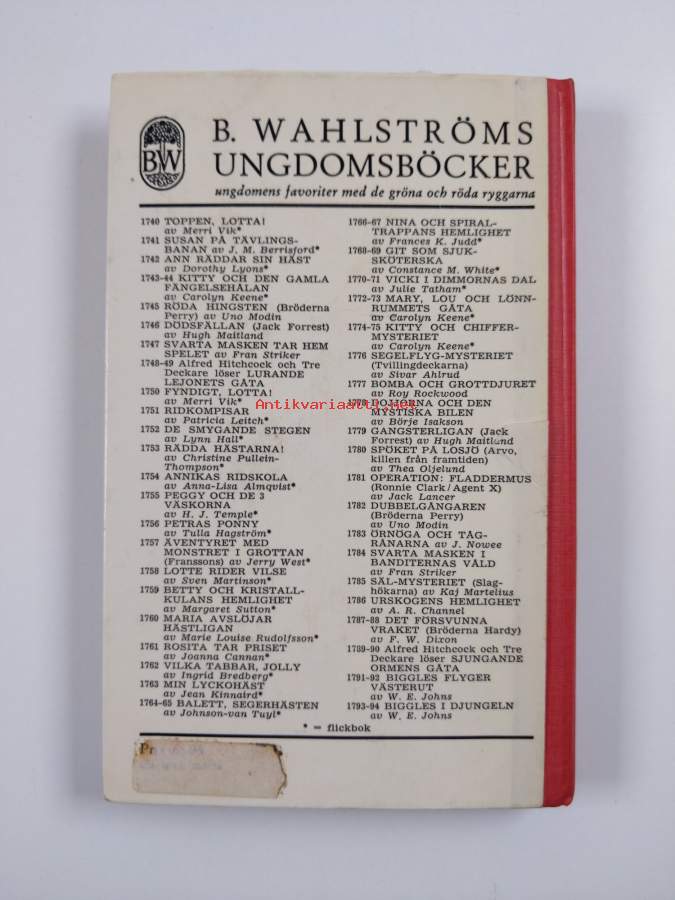 BW
B. WAHLSTRÖMS
UNGDOMSBÖCKER
ungdomens favoriter med de gröna och röda ryggarna
1740 TOPPEN, LOTTA!
av Merri Vik*
1741 SUSAN PÅ TÄVLINGS-
BANAN av J. M. Berrisford*
1742 ANN RÄDDAR SIN HÄST
av Dorothy Lyons*
1743-44 KITTY OCH DEN GAMLA
FÄNGELSEHÅLAN
av Carolyn Keene*
1745 RÖDA HINGSTEN (Bröderna
Perry) av Uno Modin
1746 DÖDSFÄLLAN (Jack Forrest)
av Hugh Maitland
1747 SVARTA MASKEN TAR HEM
SPELET av Fran Striker
1748-49 Alfred Hitchcock och Tre
Deckare löser LURANDE
LEJONETS GÅTA
1750 FYNDIGT, LOTTA!
av Merri Vik*
1751 RIDKOMPISAR
av Patricia Leitch*
1752 DE SMYGANDE STEGEN
av Lynn Hall*
1753 RÄDDA HÄSTARNA!
av Christine Pullein-
Thompson*
1754 ANNIKAS RIDSKOLA
av Anna-Lisa Almqvist*
1755 PEGGY OCH DE 3
VÄSKORNA
av H. J. Temple*
1756 PETRAS PONNY
av Tulla Hagström*
1757 ÄVENTYRET MED
MONSTRET I GROTTAN
(Franssons) av Jerry West*
1758 LOTTE RIDER VILSE
av Sven Martinson*
1759 BETTY OCH KRISTALL-
KULANS HEMLIGHET
av Margaret Sutton*
1760 MARIA AVSLÖJAR
HÄSTLIGAN
av Marie Louise Rudolfsson*
1761 ROSITA TAR PRISET
av Joanna Cannan*
1762 VILKA TABBAR, JOLLY
av Ingrid Bredberg*
1763 MIN LYCKOHÄST
av Jean Kinnaird*
1764-65 BALETT, SEGERHÄSTEN
av Johnson-van Tuyl*
1766-67 NINA OCH SPIRAL-
TRAPPANS HEMLIGHET
av Frances K. Judd*
1768-69 GIT SOM SJUK-
SKÖTERSKA
av Constance M. White*
1770-71 VICKI I DIMMORNAS DAL
av Julie Tatham*
1772-73 MARY, LOU OCH LÖNN-
RUMMETS GÅTA
av Carolyn Keene*
1774-75 KITTY OCH CHIFFER-
MYSTERIET
av Carolyn Keene*
1776 SEGELFLYG-MYSTERIET
(Tvillingdeckarna)
av Sivar Ahlrud
1777 BOMBA OCH GROTTDJURET
av Roy Rockwood
1778 POJKARNA OCH DEN
MYSTISKA BILEN
av Börje Isakson
1779 GANGSTERLIGAN (Jack
Forrest) av Hugh Maitland
1780 SPÖKET PÅ LOSJÖ (Arvo,
killen från framtiden)
av Thea Oljelund
1781 OPERATION: FLADDERMUS
(Ronnie Clark/Agent X)
av Jack Lancer
1782 DUBBELGÅNGAREN
(Bröderna Perry)
av Uno Modin
1783 ÖRNÖGA OCH TÅG-
RÅNARNA av J. Nowee
1784 SVARTA MASKEN I
BANDITERNAS VÅLD
av Fran Striker
1785 SÄL-MYSTERIET (Slag-
hökarna) av Kaj Martelius
1786 URSKOGENS HEMLIGHET
av A. R. Channel
1787-88 DET FÖRSVUNNA
VRAKET (Bröderna Hardy)
av F. W. Dixon
1789-90 Alfred Hitchcock och Tre
Deckare löser SJUNGANDE
ORMENS GÅTA
1791-92 BIGGLES FLYGER
VÄSTERUT
av W. E. Johns
1793-94 BIGGLES I DJUNGELN
av W. E. Johns
* = flickbok
Antikvariaatti.net